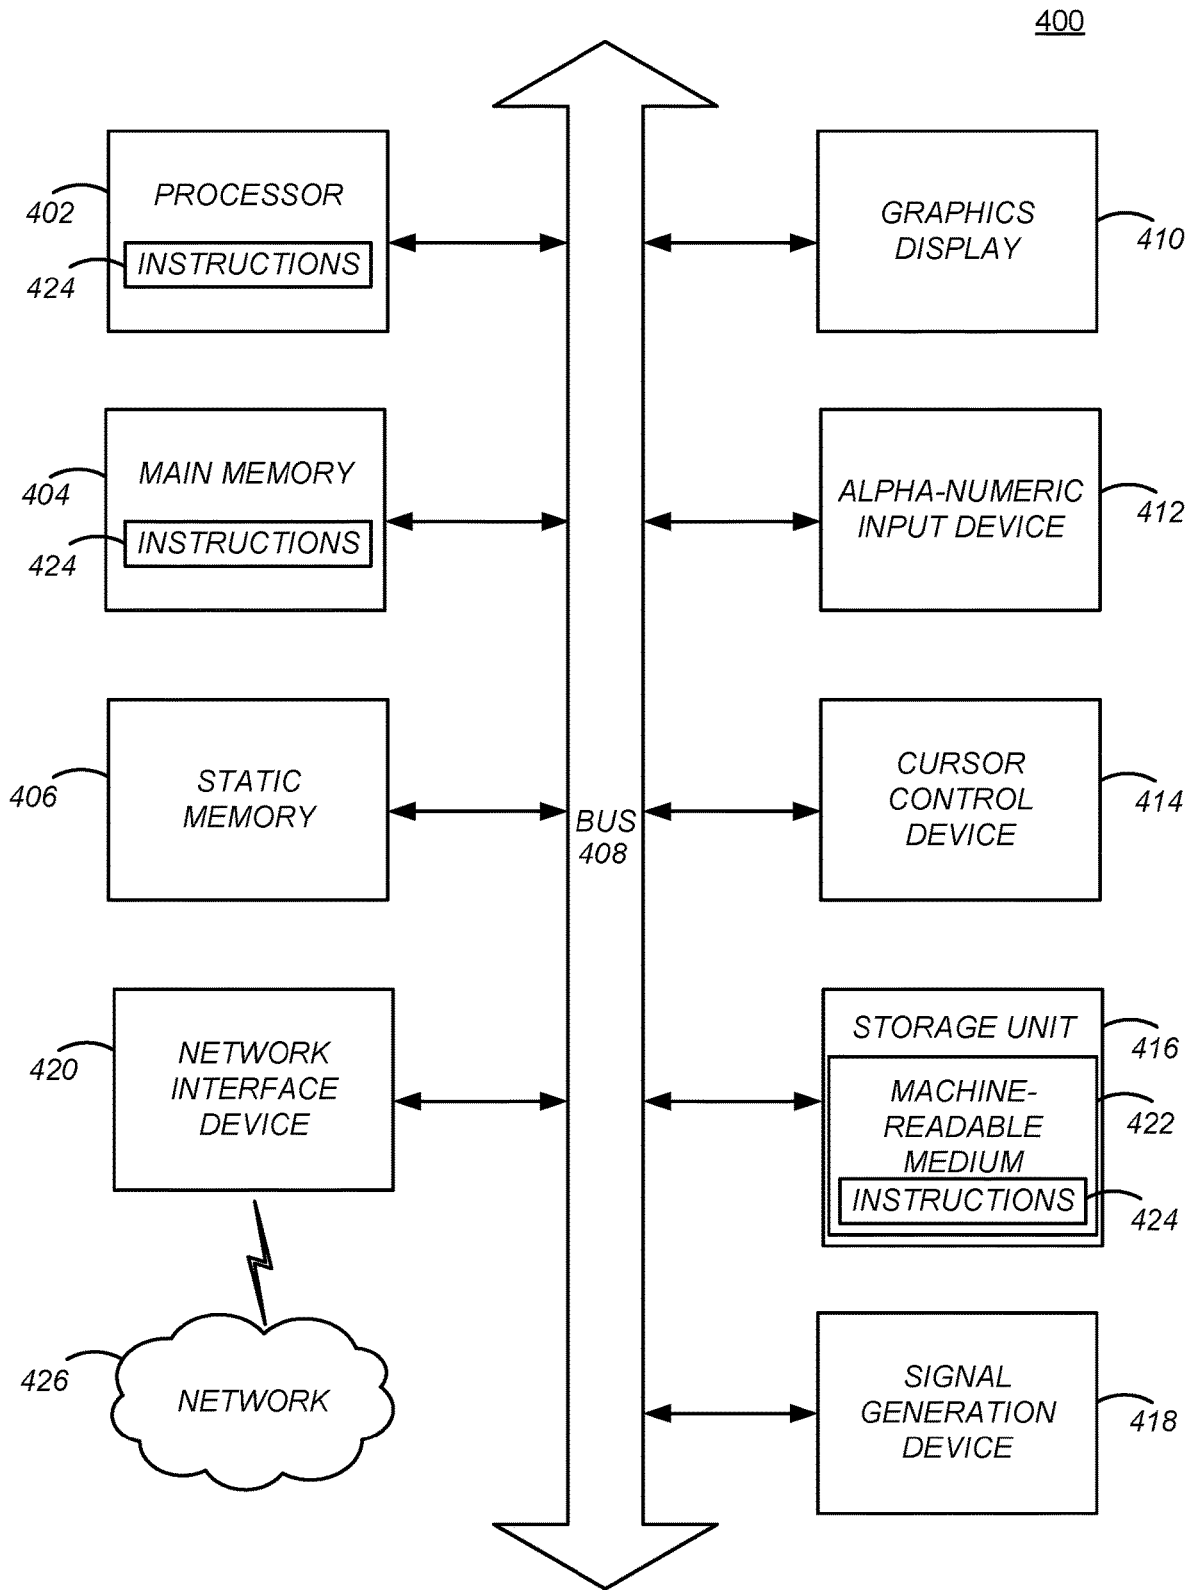 400
PROCESSOR
402
INSTRUCTIONS
424
GRAPHICS
DISPLAY
410
MAIN MEMORY
404
INSTRUCTIONS
424
ALPHA-NUMERIC
INPUT DEVICE
412
STATIC
MEMORY
406
BUS
408
CURSOR
CONTROL
DEVICE
414
NETWORK
INTERFACE
DEVICE
420
STORAGE UNIT
416
MACHINE-
READABLE
MEDIUM
422
INSTRUCTIONS
424
NETWORK
426
SIGNAL
GENERATION
DEVICE
418